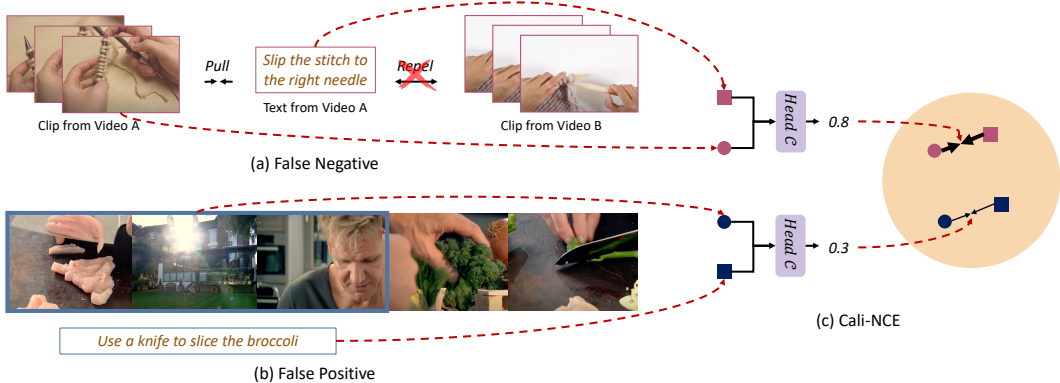 Pull
Slip the stitch to
the right needle
Repel
Text from Video A
Clip from Video A
Clip from Video B
(a) False Negative
Head C
0.8
Head C
0.3
Use a knife to slice the broccoli
(b) False Positive
(c) Cali-NCE